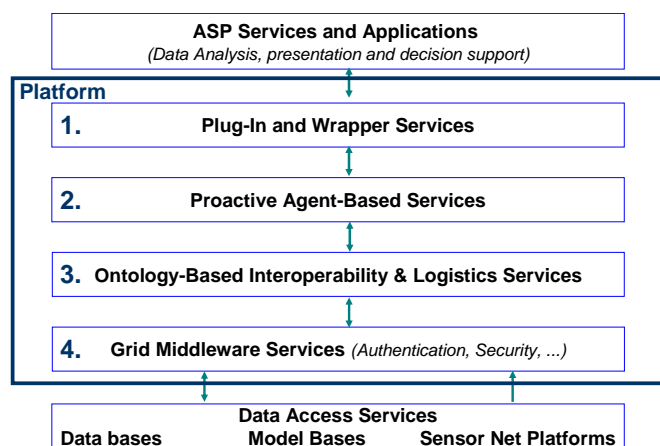 ASP Services and Applications
(Data Analysis, presentation and decision support)
Platform
1. Plug-In and Wrapper Services
2. Proactive Agent-Based Services
3. Ontology-Based Interoperability & Logistics Services
4. Grid Middleware Services (Authentication, Security, ...)
Data Access Services
Data bases Model Bases Sensor Net Platforms